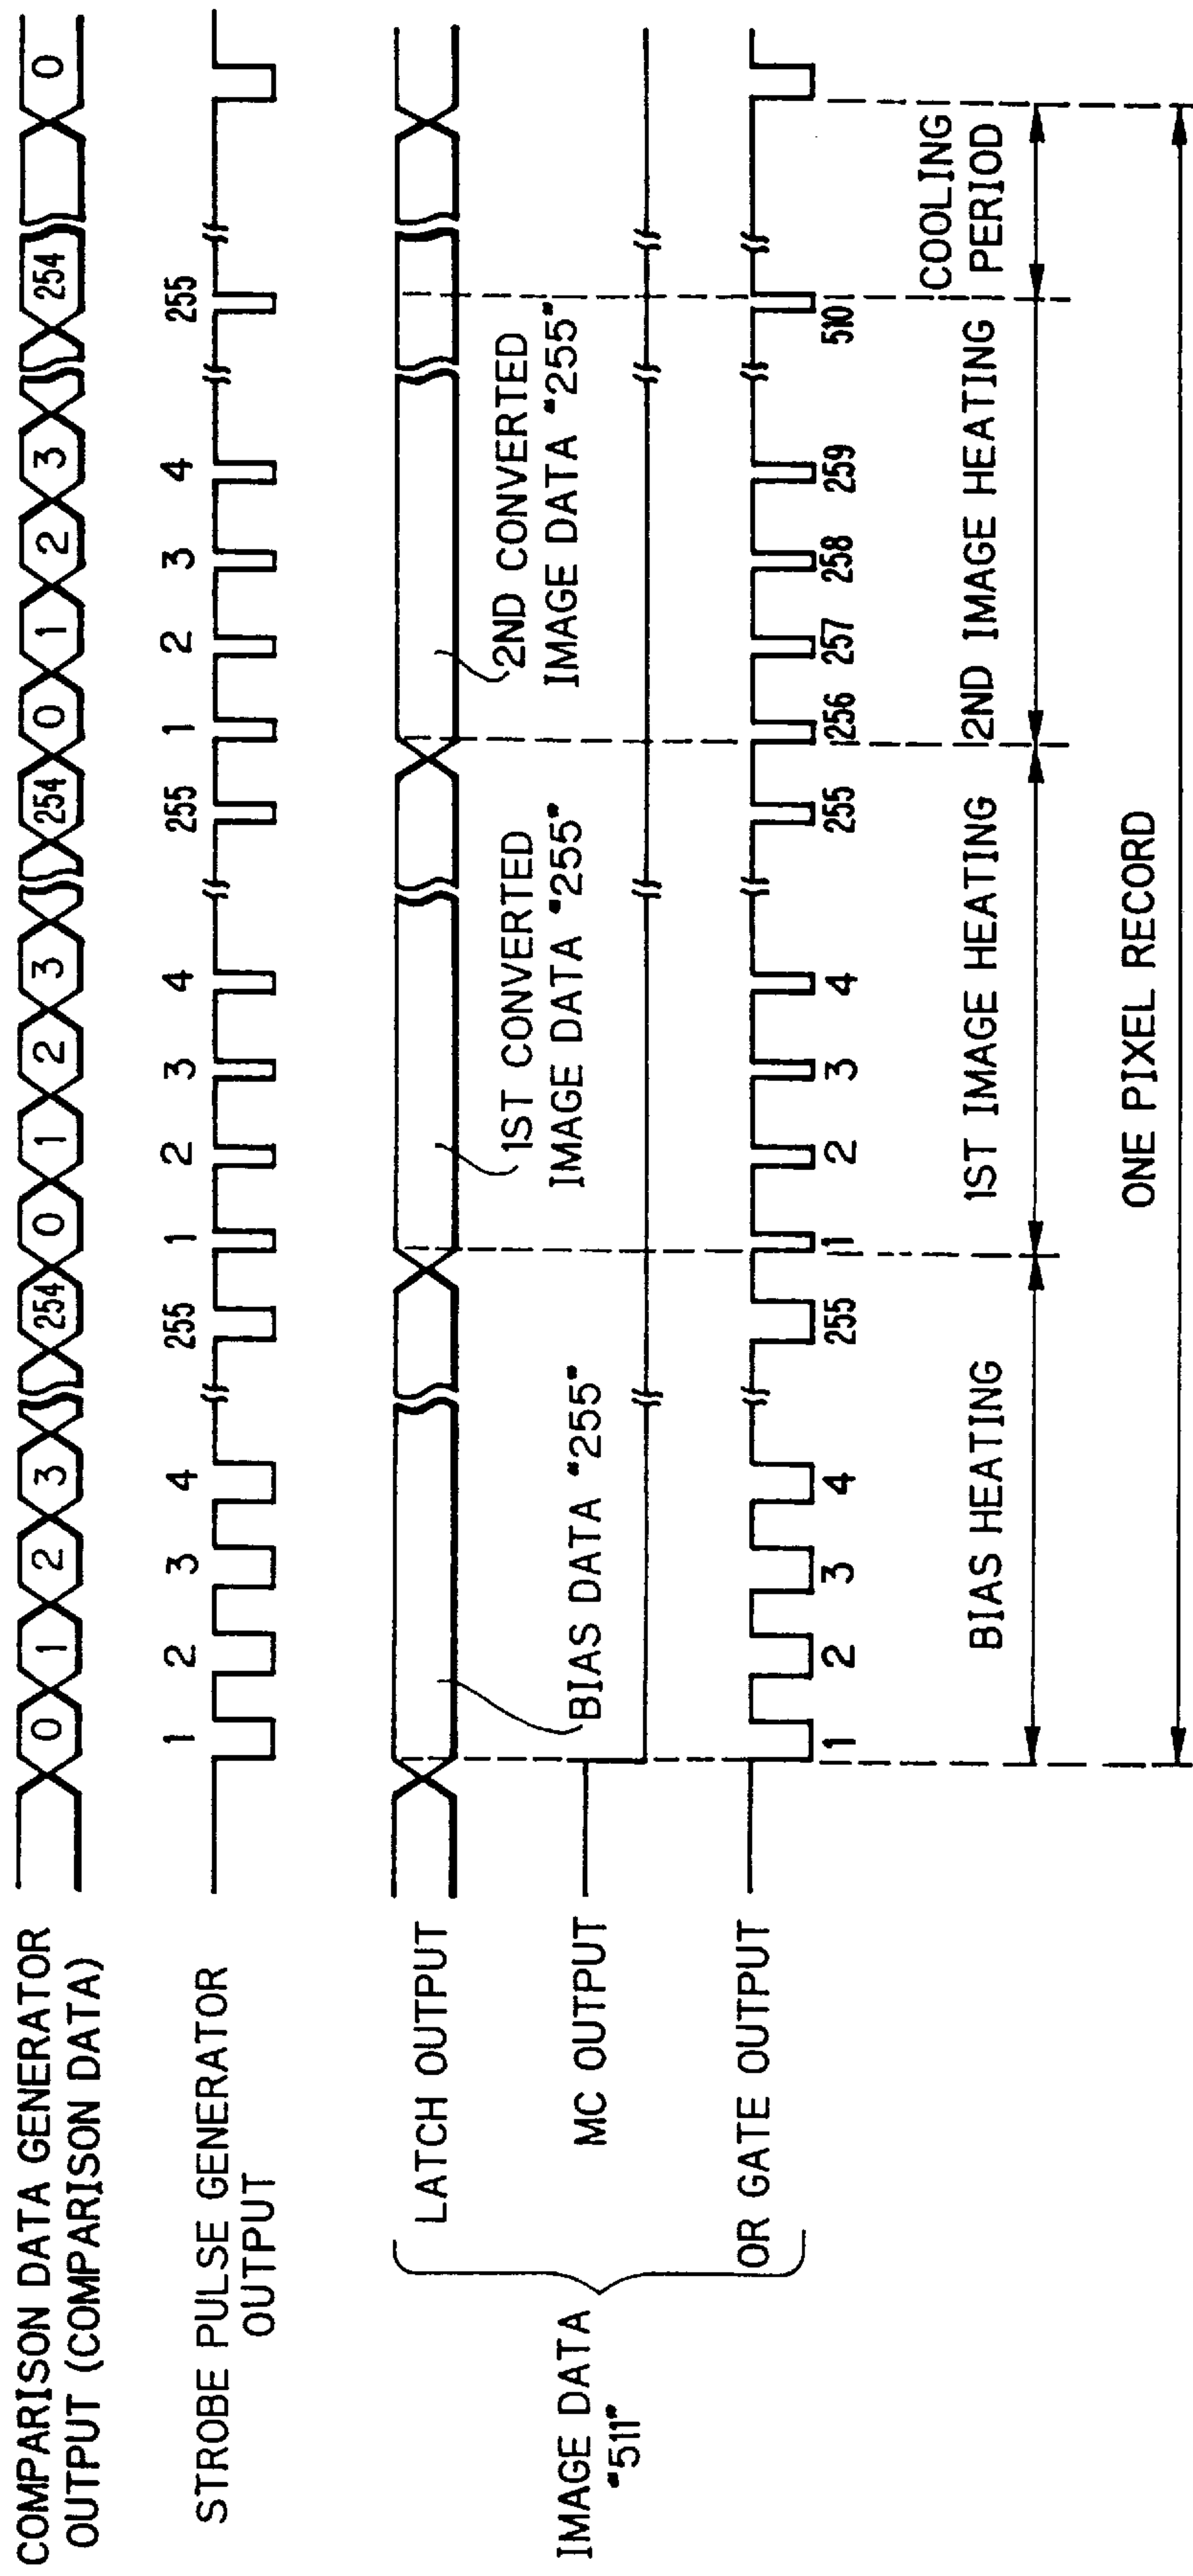 COMPARISON DATA GENERATOR
OUTPUT (COMPARISON DATA)
0 1 2 3 254 0 1 2 3 254 0 1 2 3 254 0
STROBE PULSE GENERATOR
OUTPUT
1 2 3 4 255 1 2 3 4 255 1 2 3 4 255
IMAGE DATA
"511"
LATCH OUTPUT
BIAS DATA "255"
1ST CONVERTED
IMAGE DATA "255"
2ND CONVERTED
IMAGE DATA "255"
MC OUTPUT
OR GATE OUTPUT
1 2 3 4 255 1 2 3 4 255 256 257 258 259 510
BIAS HEATING
1ST IMAGE HEATING
2ND IMAGE HEATING
COOLING
PERIOD
ONE PIXEL RECORD